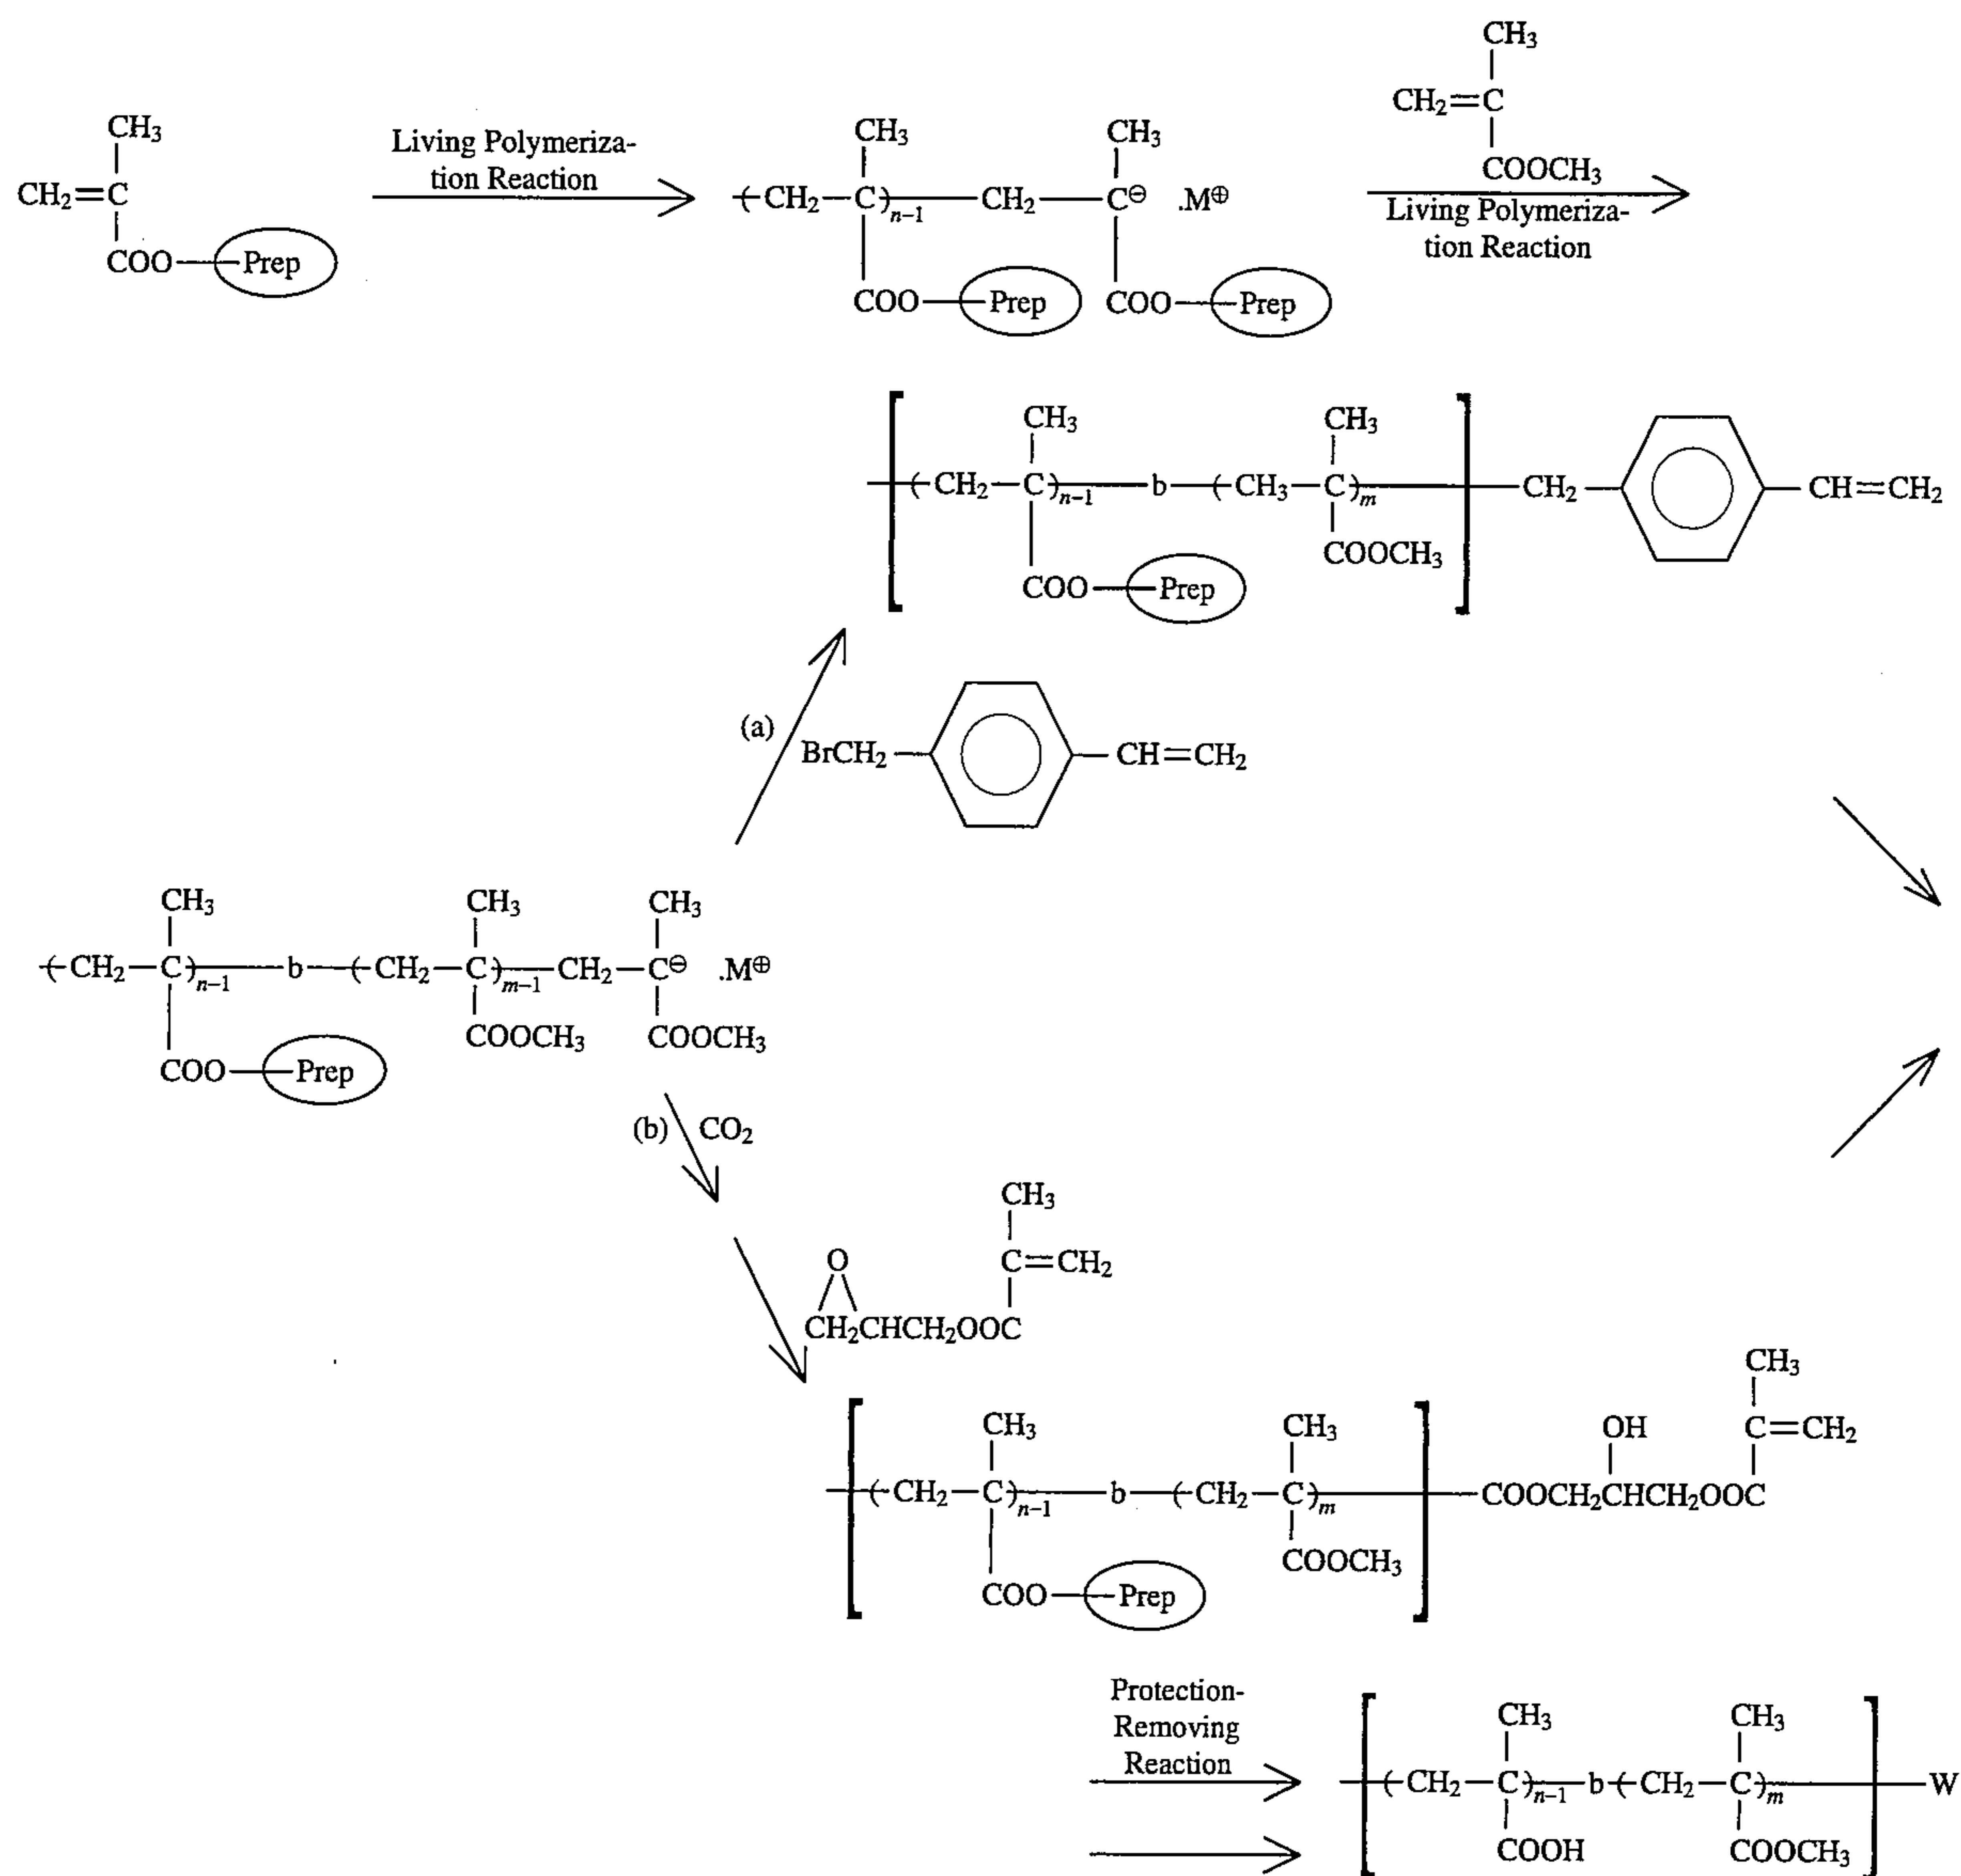 CH₃
CH₂=C
COO—Prep
Living Polymeriza-
tion Reaction
CH₃ CH₃
(CH₂—C)n–1—CH₂—C⊖ .M⊕
COO—Prep COO—Prep
CH₃
CH₂=C
COOCH₃
Living Polymeriza-
tion Reaction
CH₃ CH₃
(CH₂—C)n–1—b—(CH₃—C)m—CH₂—CH=CH₂
COOCH₃
COO—Prep
(a)
BrCH₂—CH=CH₂
CH₃ CH₃ CH₃
(CH₂—C)n–1—b—(CH₂—C)m–1—CH₂—C⊖ .M⊕
COOCH₃ COOCH₃
COO—Prep
(b) CO₂
CH₃
O C=CH₂
CH₂CHCH₂OOC
CH₃
CH₃ CH₃ OH C=CH₂
(CH₂—C)n–1—b—(CH₂—C)m—COOCH₂CHCH₂OOC
COOCH₃
COO—Prep
Protection-
Removing
Reaction
CH₃ CH₃
(CH₂—C)n–1—b(CH₂—C)m—W
COOH COOCH₃